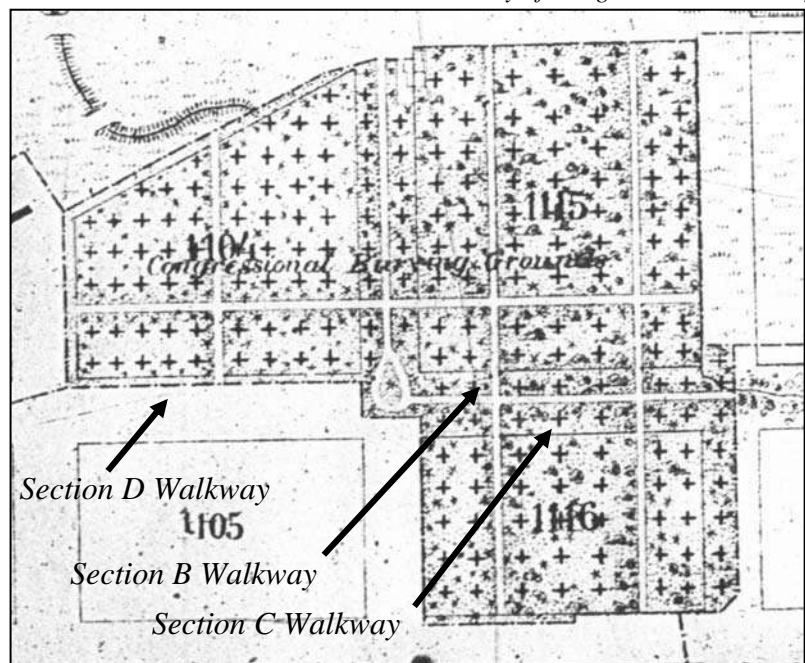 1115
1104
Congressional Burying Grounds
Section D Walkway
1105
Section B Walkway
1116
Section C Walkway